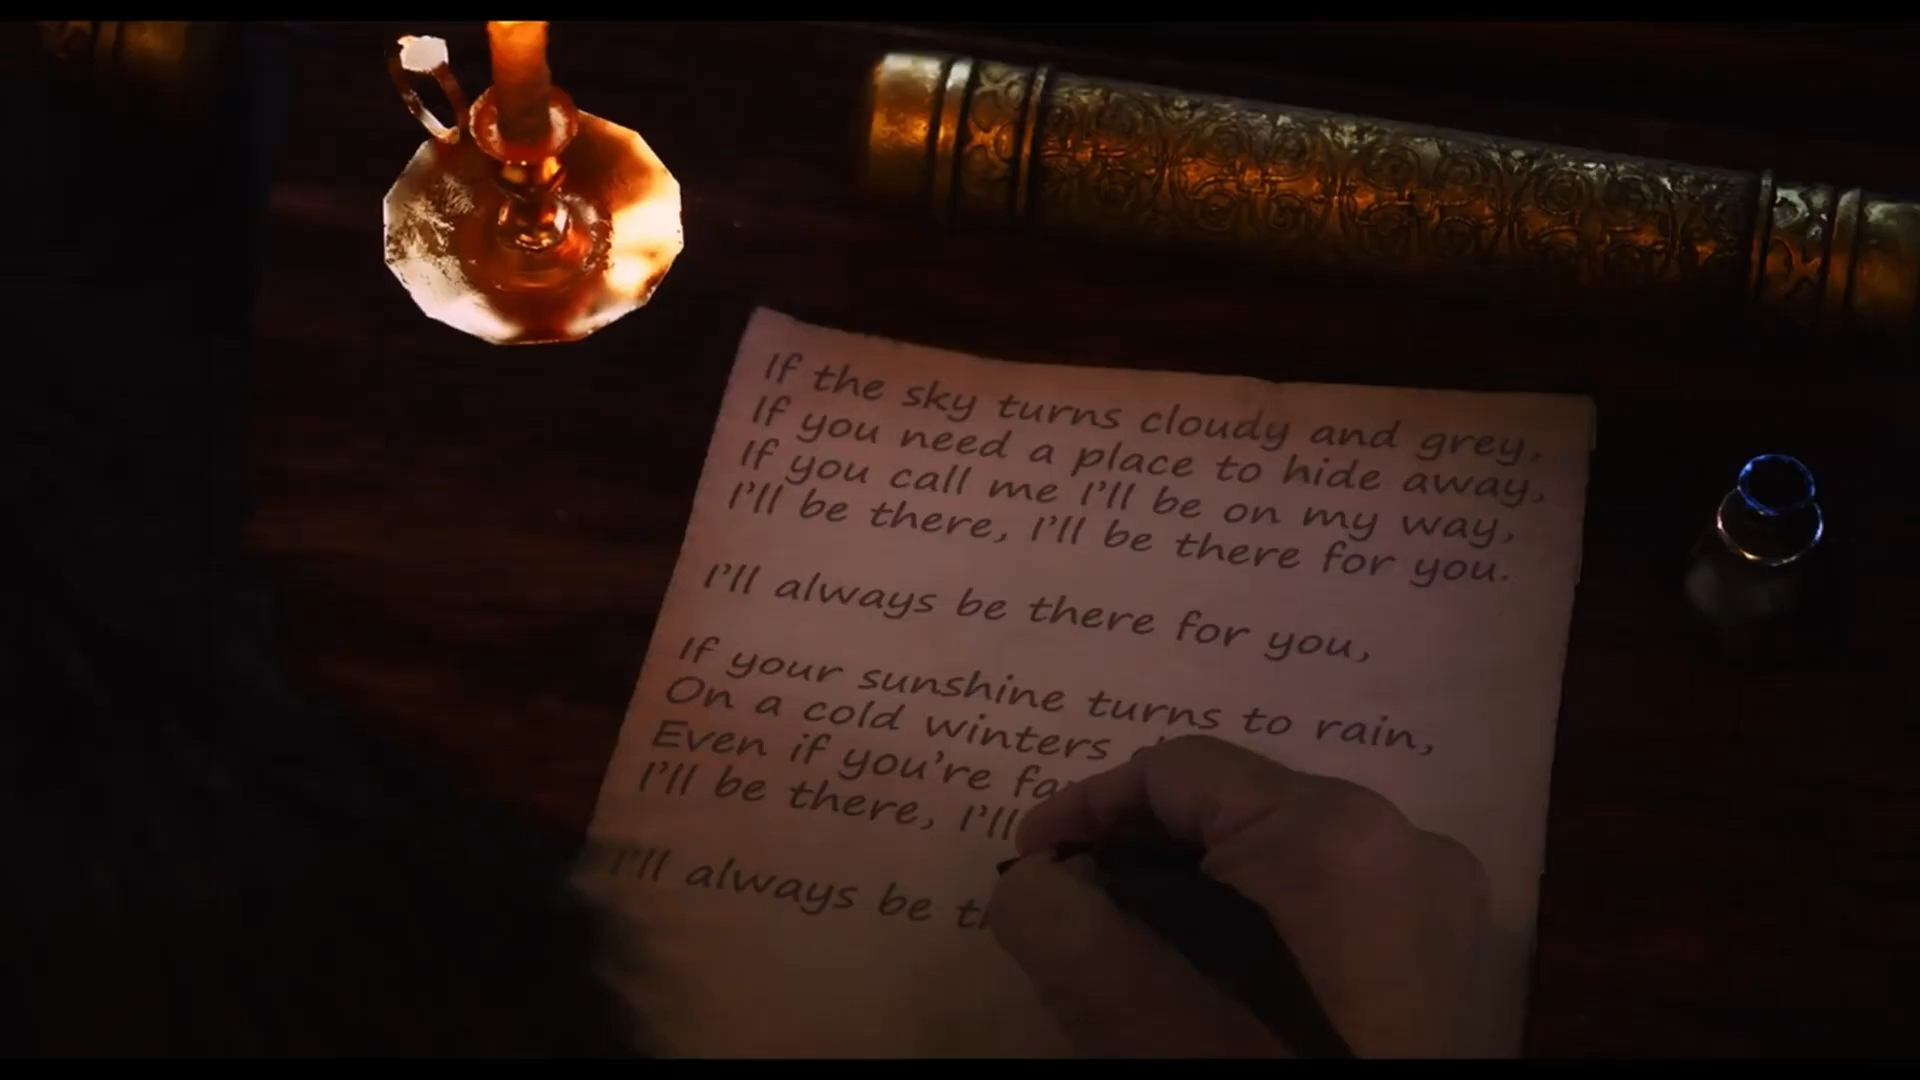 If the sky turns cloudy and grey,
If you need a place to hide away,
If you call me I'll be on my way,
I'll be there, I'll be there for you.
I'll always be there for you,
If your sunshine turns to rain,
On a cold winters
Even if you're
I'll be there, I'll
I'll always be